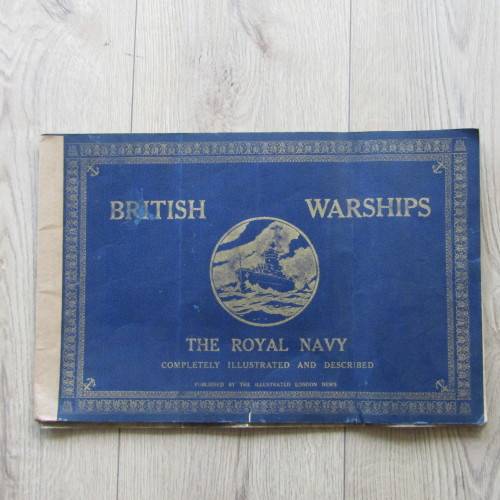 BRITISH WARSHIPS
THE ROYAL NAVY
COMPLETELY ILLUSTRATED AND DESCRIBED
PUBLISHED BY THE ILLUSTRATED LONDON NEWS